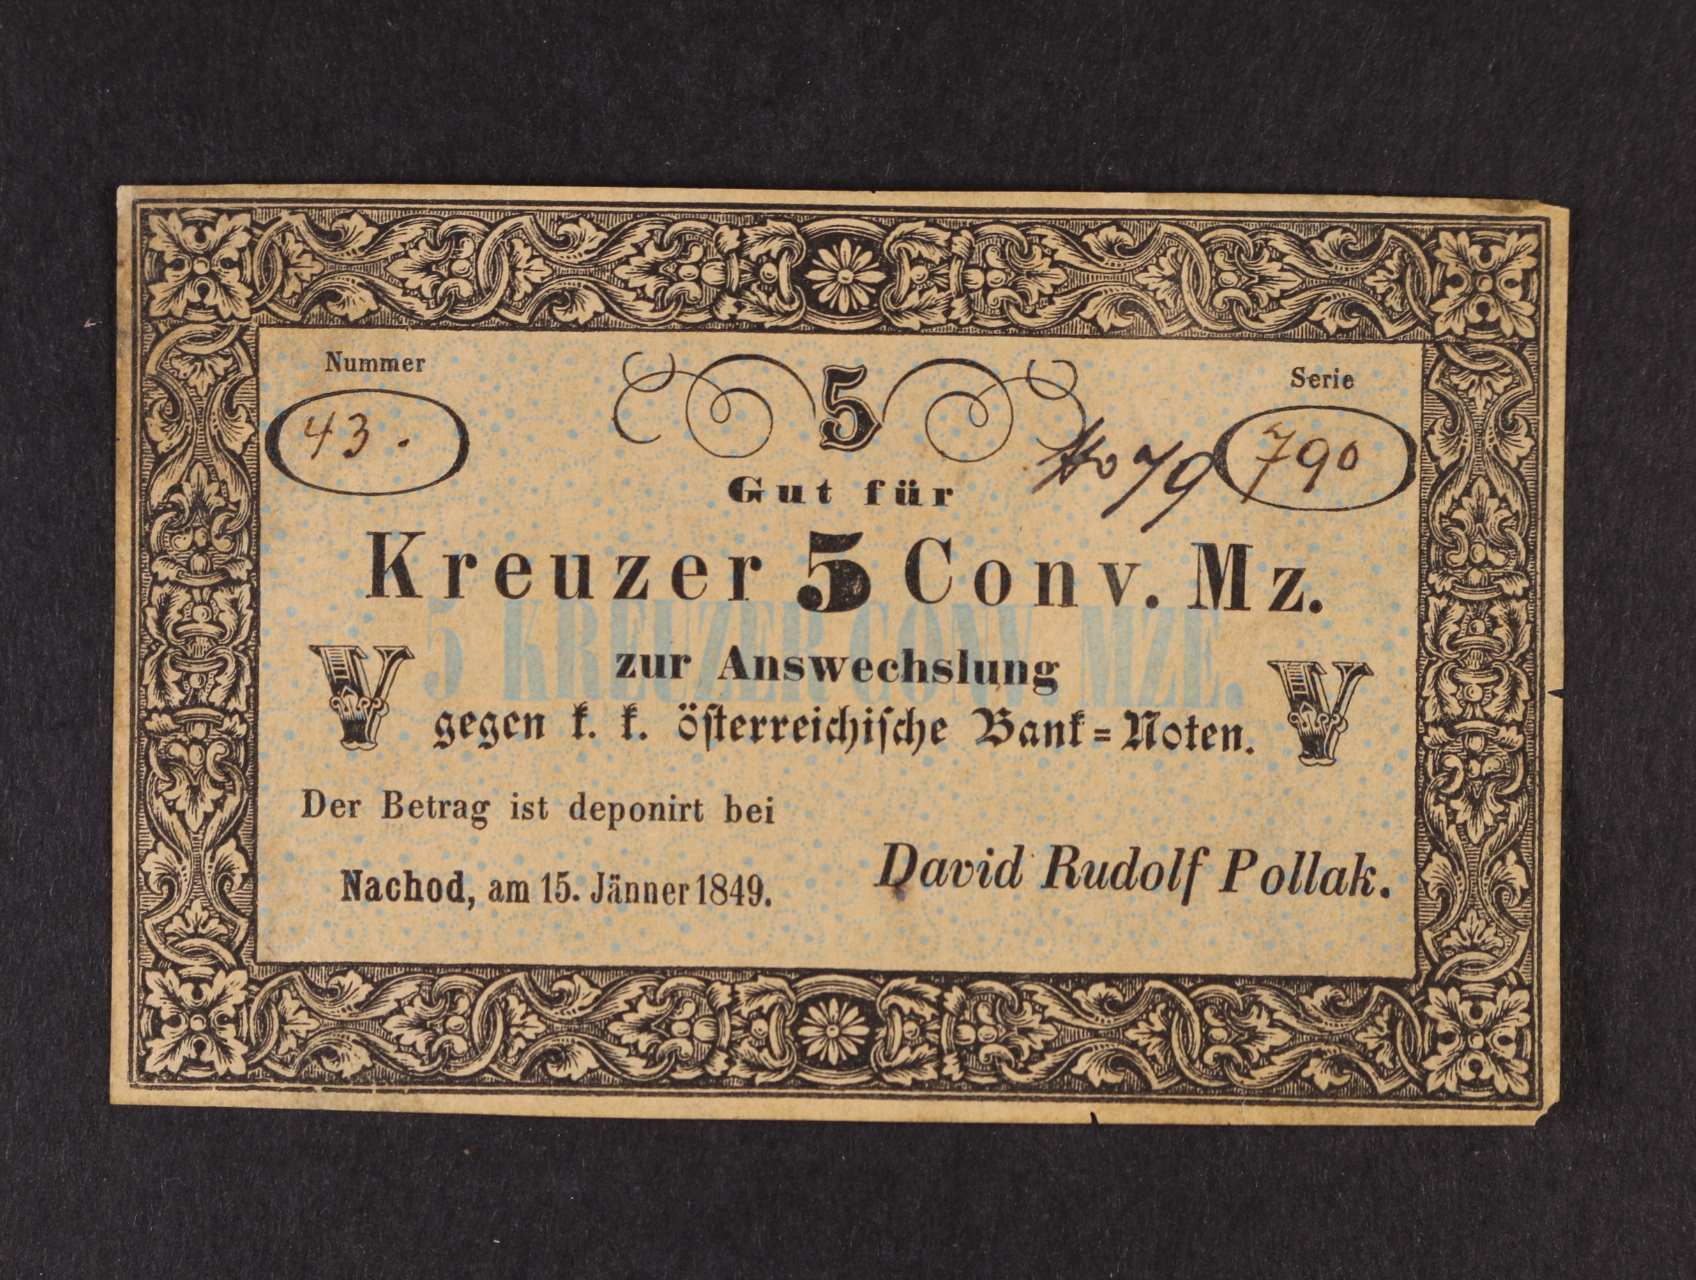 Nummer
5
Serie
43.
No 79
790
Gut für
Kreuzer 5 Conv. Mz.
5 KREUZER CONV. MZE.
zur Answechslung
V
V
gegen k. k. österreichische Bank=Noten.
Der Betrag ist deponirt bei
David Rudolf Pollak.
Nachod, am 15. Jänner 1849.